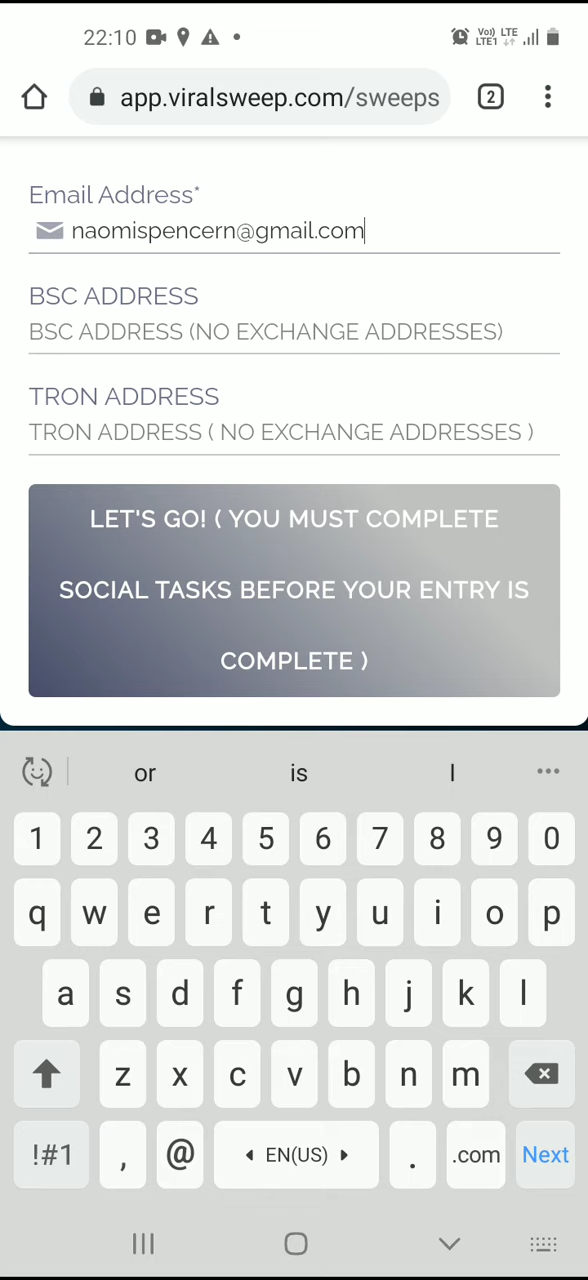 22:10 Vo) LTE LTE1
app.viralsweep.com/sweeps 2
Email Address*
naomispencern@gmail.com
BSC ADDRESS
BSC ADDRESS (NO EXCHANGE ADDRESSES)
TRON ADDRESS
TRON ADDRESS ( NO EXCHANGE ADDRESSES )
LET'S GO! ( YOU MUST COMPLETE
SOCIAL TASKS BEFORE YOUR ENTRY IS
COMPLETE )
or is I
1 2 3 4 5 6 7 8 9 0
q w e r t y u i o p
a s d f g h j k l
z x c v b n m
!#1 , @ EN(US) . .com Next